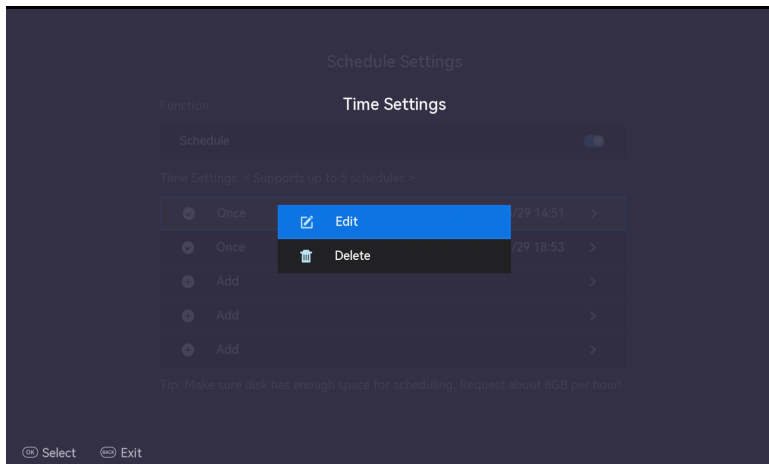 Schedule Settings
Function
Time Settings
Schedule
Time Settings < Supports up to 5 schedules >
Once /29 14:51 >
Edit
Once /29 18:53 >
Delete
Add >
Add >
Add >
Tip: Make sure disk has enough space for scheduling. Request about 8GB per hour!
OK Select BACK Exit